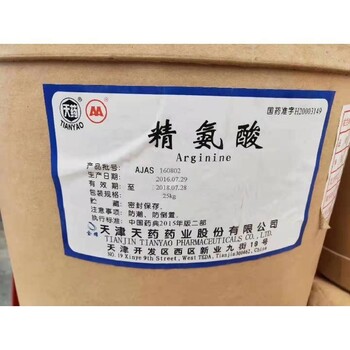 天药
TIANYAO
国药准字H20003149
精氨酸
Arginine
产品批号: AJAS 160802
生产日期: 2016.07.29
有效期至 2018.07.28
包装规格: 25kg
贮藏: 密封保存。
注意事项: 防潮、防倒置。
执行标准: 中国药典2015年版二部
天津天药药业股份有限公司
TIANJIN TIANYAO PHARMACEUTICALS CO., LTD.
天津开发区西区新业九街19号
NO.19 Xinye 9th Street, West TEDA, Tianjin300462, China